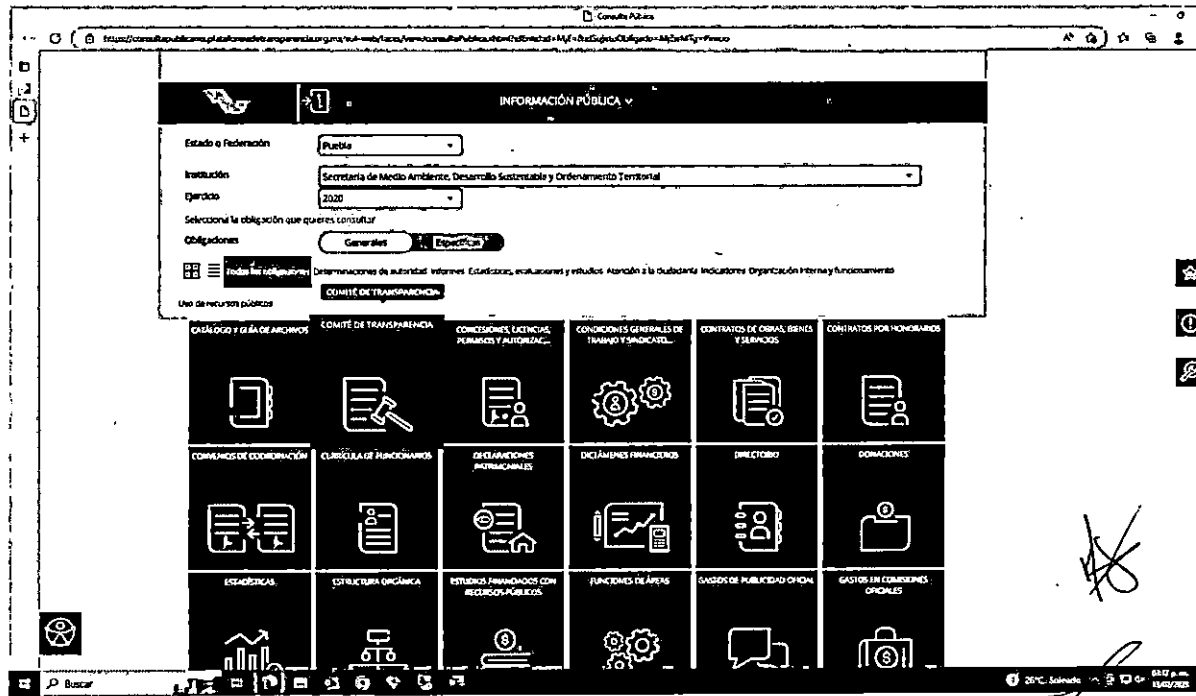 Consulta Pública
INFORMACIÓN PÚBLICA
Estado o Federación
Puebla
Institución
Secretaría de Medio Ambiente, Desarrollo Sustentable y Ordenamiento Territorial
Ejercicio
2020
Selecciona la obligación que quieres consultar
Obligaciones
Generales
Específicas
Todas las obligaciones Determinaciones de autoridad Informes Estadísticas, evaluaciones y estudios Atención a la ciudadanía Indicadores Organización interna y funcionamiento
Uso de recursos públicos
COMITÉ DE TRANSPARENCIA
CATÁLOGO Y GUÍA DE ARCHIVOS
COMITÉ DE TRANSPARENCIA
CONCESIONES, LICENCIAS,
PERMISOS Y AUTORIZAC...
CONDICIONES GENERALES DE
TRABAJO Y SINDICATO...
CONTRATOS DE OBRAS, BIENES
Y SERVICIOS
CONTRATOS POR HONORARIOS
CONVENIOS DE COORDINACIÓN
CURRÍCULA DE FUNCIONARIOS
DECLARACIONES
PATRIMONIALES
DICTÁMENES FINANCIEROS
DIRECTORIO
DONACIONES
ESTADÍSTICAS
ESTRUCTURA ORGÁNICA
ESTUDIOS FINANCIADOS CON
RECURSOS PÚBLICOS
FUNCIONES DE ÁREAS
GASTOS DE PUBLICIDAD OFICIAL
GASTOS EN COMISIONES
OFICIALES
Buscar
26°C Soleado